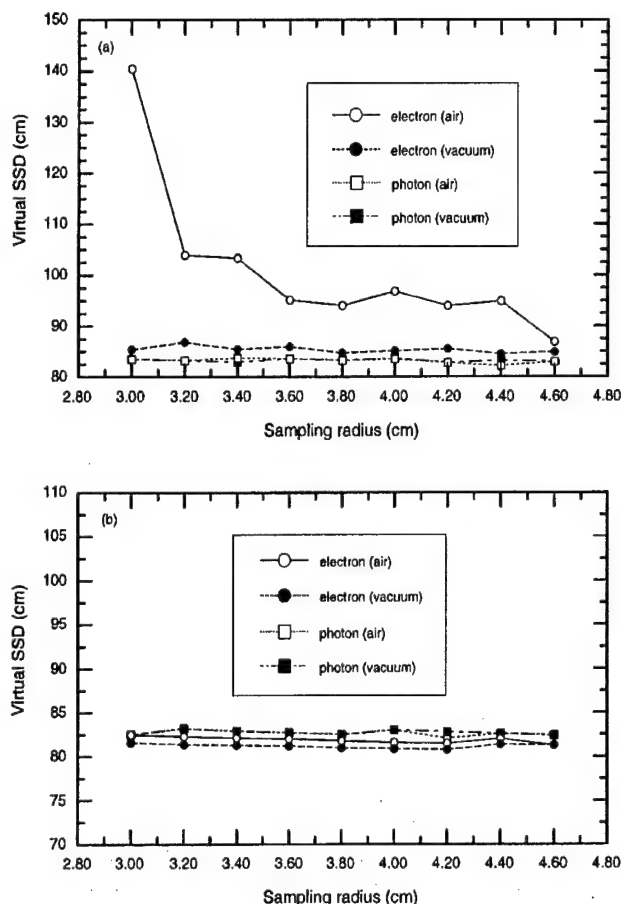 150
(a)
140
130
120
110
100
90
80
Virtual SSD (cm)
electron (air)
electron (vacuum)
photon (air)
photon (vacuum)
2.80 3.00 3.20 3.40 3.60 3.80 4.00 4.20 4.40 4.60 4.80
Sampling radius (cm)
110
(b)
105
100
95
90
85
80
75
70
Virtual SSD (cm)
electron (air)
electron (vacuum)
photon (air)
photon (vacuum)
2.80 3.00 3.20 3.40 3.60 3.80 4.00 4.20 4.40 4.60 4.80
Sampling radius (cm)